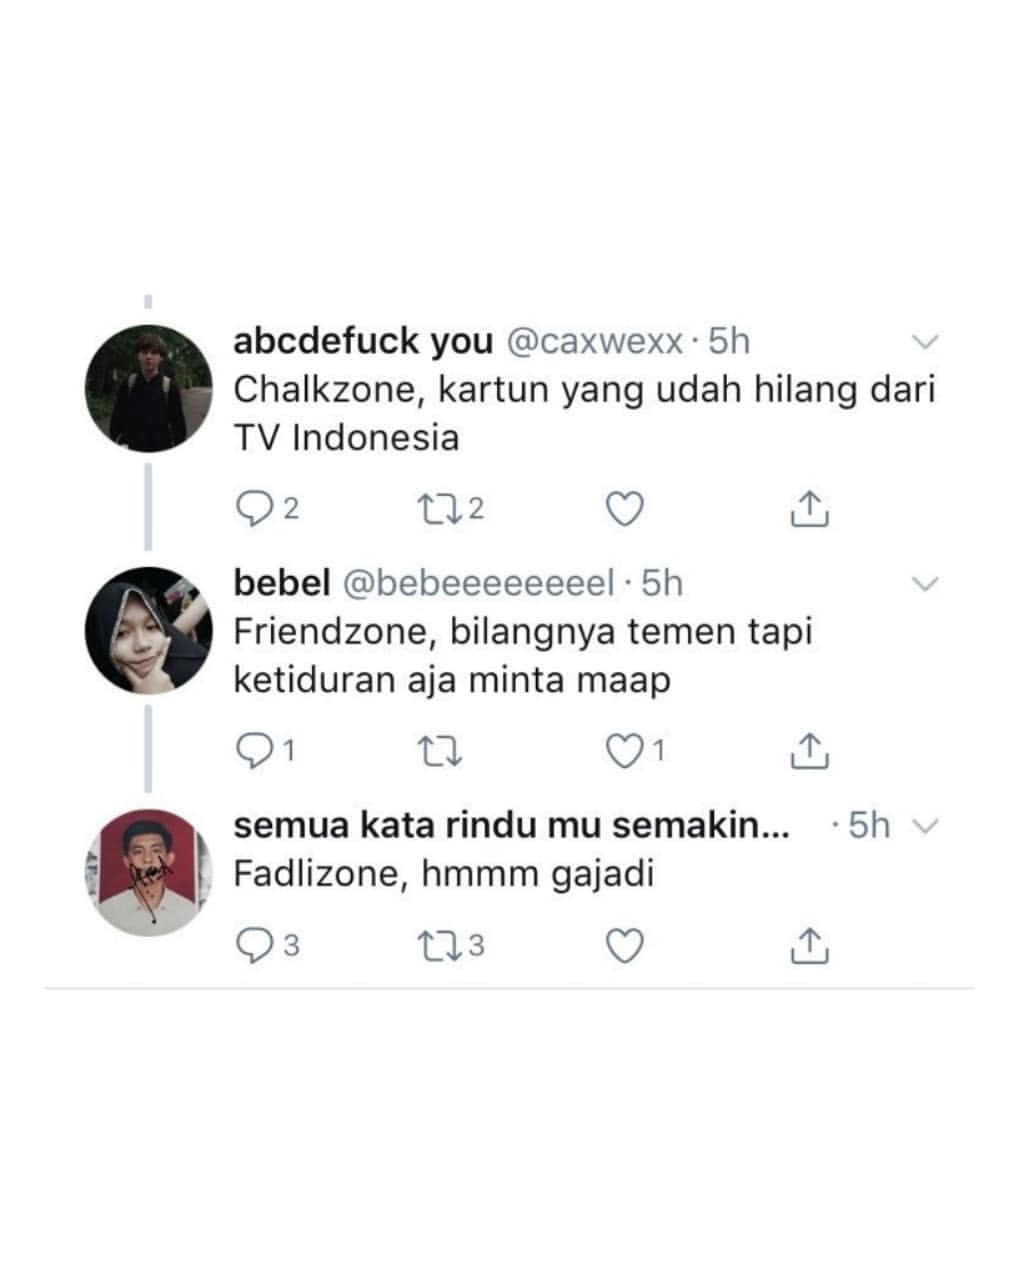 abcdefuck you @caxwexx · 5h
Chalkzone, kartun yang udah hilang dari
TV Indonesia
2 2
bebel @bebeeeeeeeel · 5h
Friendzone, bilangnya temen tapi
ketiduran aja minta maap
1 1
semua kata rindu mu semakin... · 5h
Fadlizone, hmmm gajadi
3 3